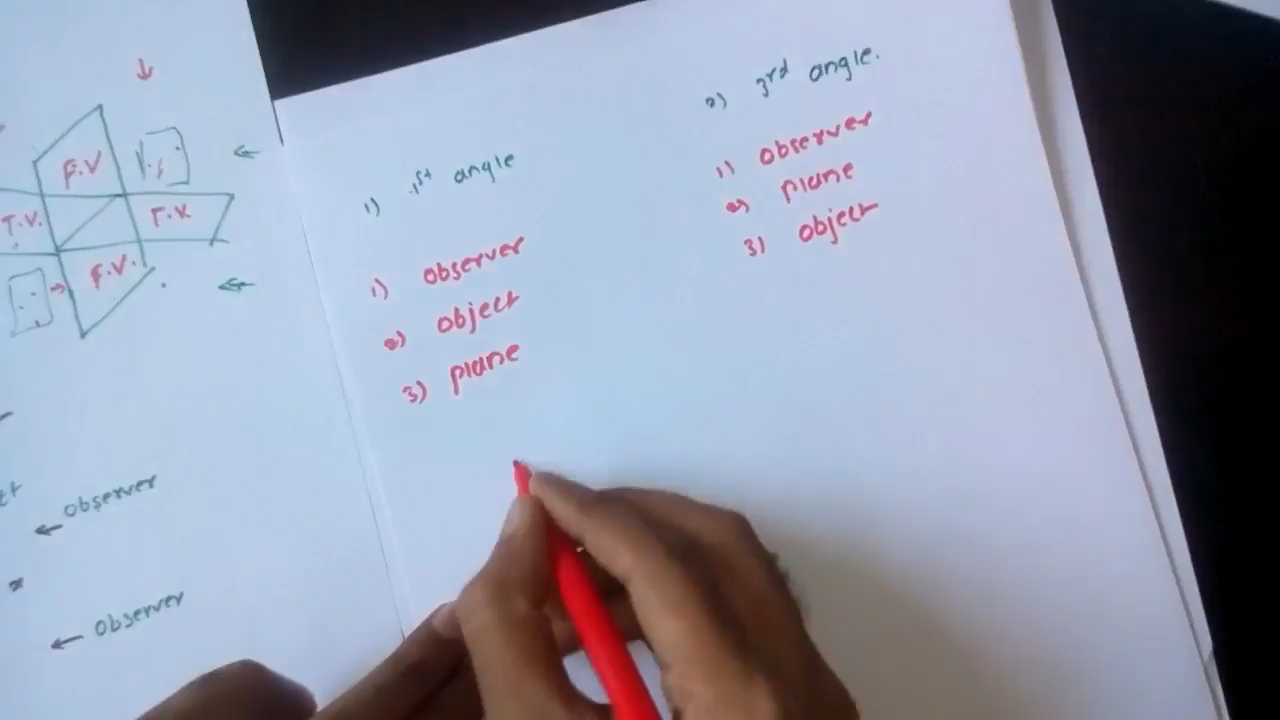 F.V
T.V.
T.V
F.V.
observer
observer
1) 1st angle
1) observer
2) object
3) plane
2) 3rd angle.
1) observer
2) plane
3) object